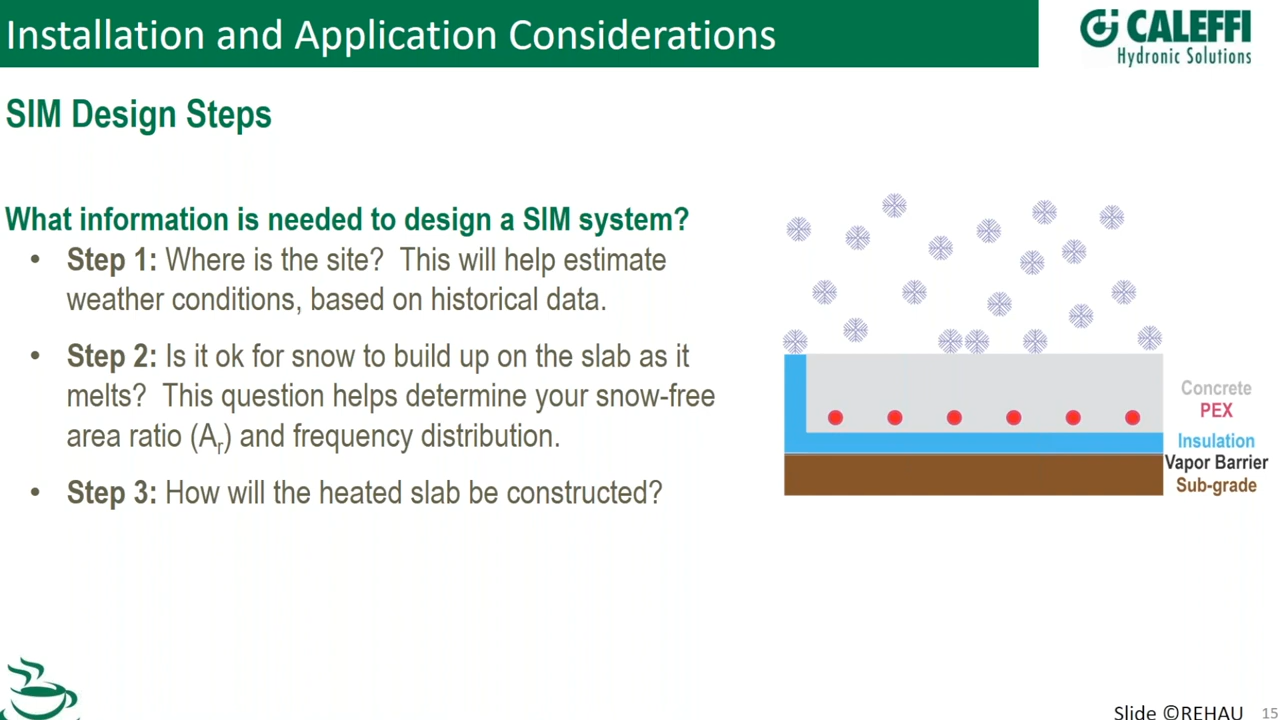 Installation and Application Considerations
CALEFFI
Hydronic Solutions
SIM Design Steps
What information is needed to design a SIM system?
• Step 1: Where is the site? This will help estimate
weather conditions, based on historical data.
• Step 2: Is it ok for snow to build up on the slab as it
melts? This question helps determine your snow-free
area ratio (Ar) and frequency distribution.
• Step 3: How will the heated slab be constructed?
Concrete
PEX
Insulation
Vapor Barrier
Sub-grade
Slide ©REHAU 15